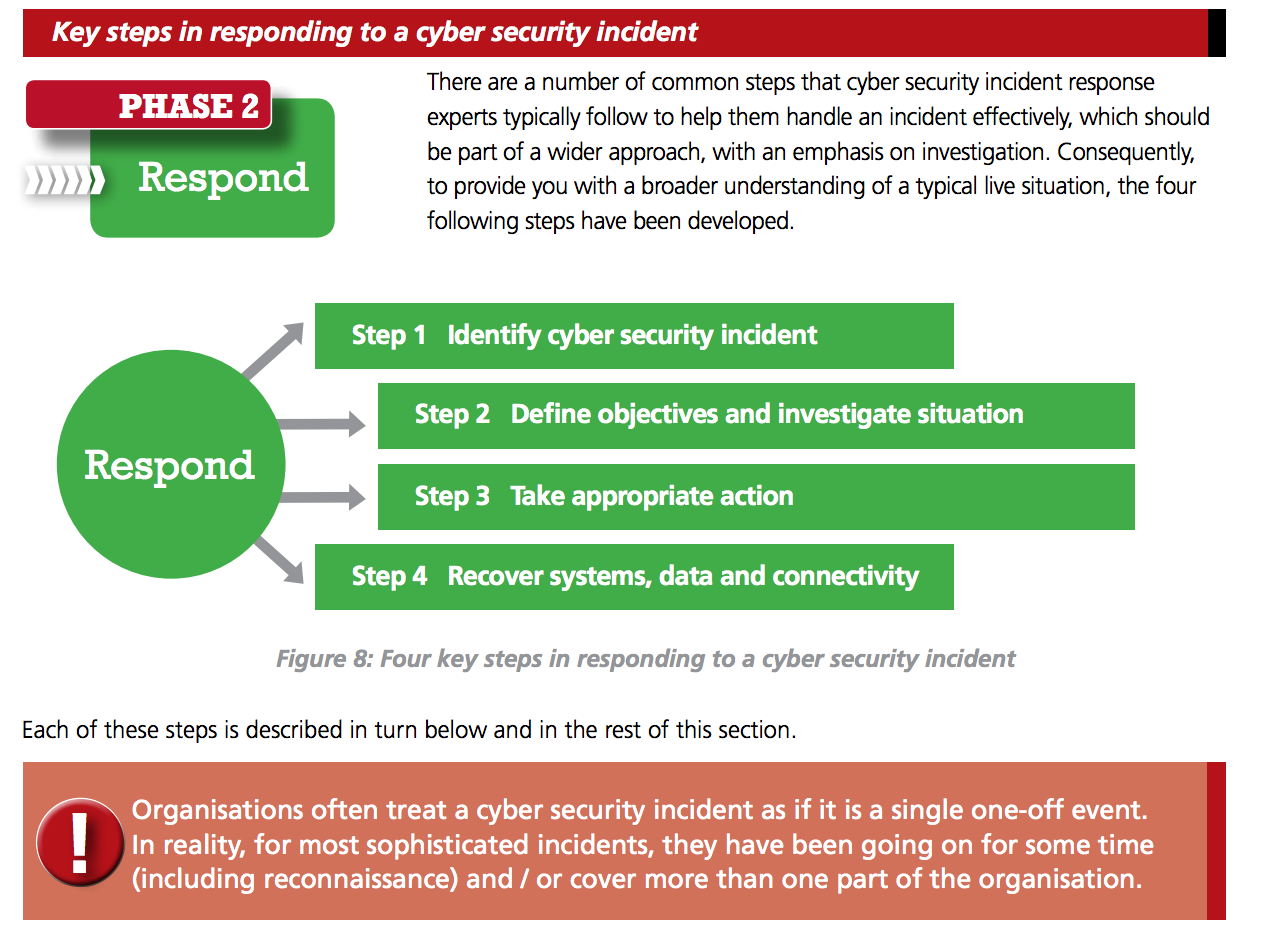 Key steps in responding to a cyber security incident
PHASE 2
Respond
There are a number of common steps that cyber security incident response
experts typically follow to help them handle an incident effectively, which should
be part of a wider approach, with an emphasis on investigation. Consequently,
to provide you with a broader understanding of a typical live situation, the four
following steps have been developed.
Respond
Step 1 Identify cyber security incident
Step 2 Define objectives and investigate situation
Step 3 Take appropriate action
Step 4 Recover systems, data and connectivity
Figure 8: Four key steps in responding to a cyber security incident
Each of these steps is described in turn below and in the rest of this section.
!
Organisations often treat a cyber security incident as if it is a single one-off event.
In reality, for most sophisticated incidents, they have been going on for some time
(including reconnaissance) and / or cover more than one part of the organisation.